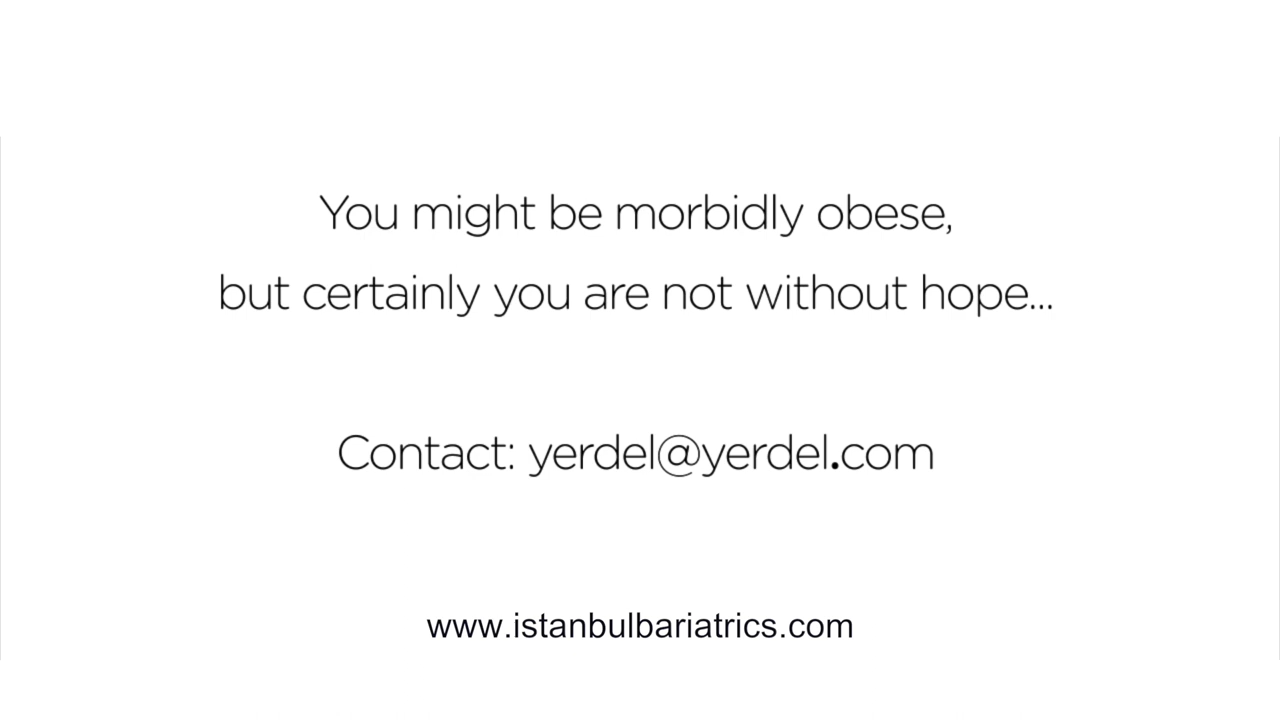 You might be morbidly obese,
but certainly you are not without hope...
Contact: yerdel@yerdel.com
www.istanbulbariatrics.com